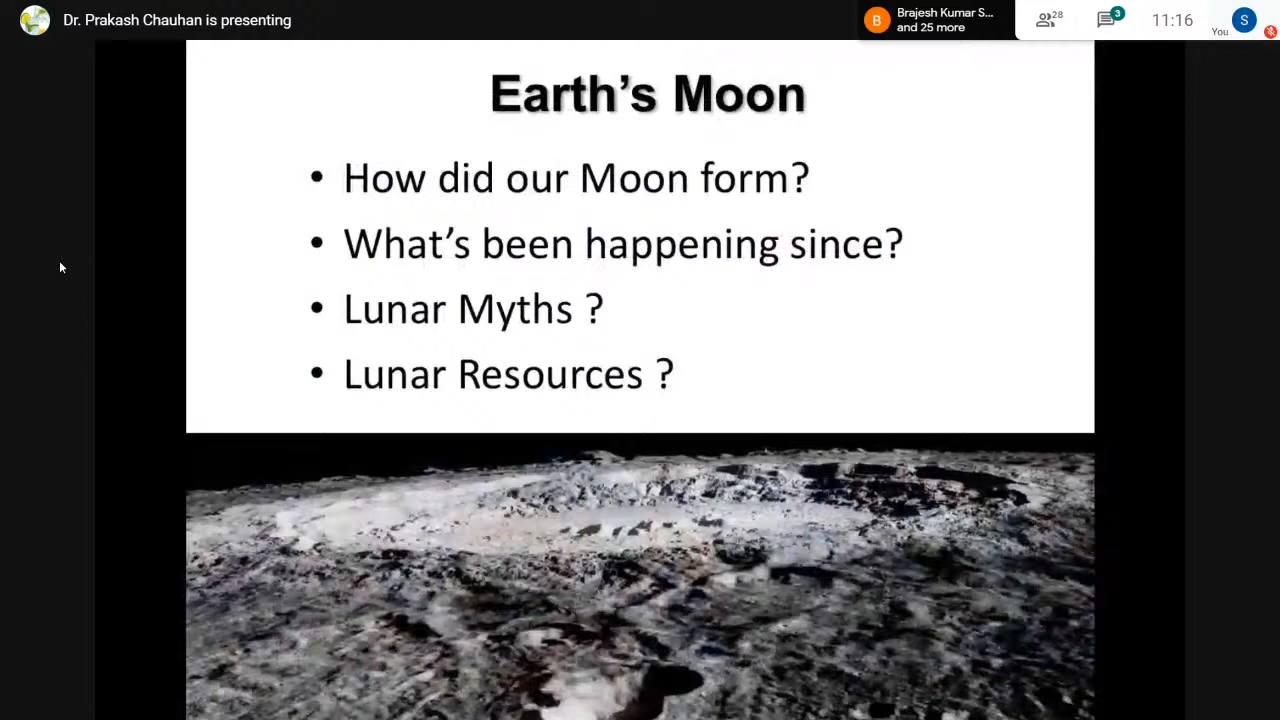 Dr. Prakash Chauhan is presenting
B
Brajesh Kumar S...
and 25 more
28
3
11:16
You
S
Earth’s Moon
• How did our Moon form?
• What’s been happening since?
• Lunar Myths ?
• Lunar Resources ?